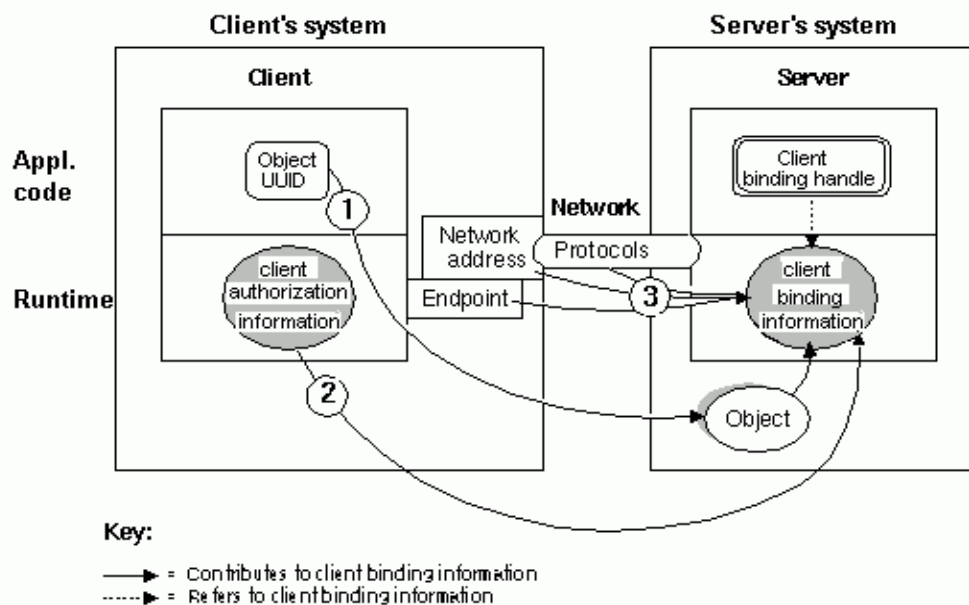 Client's system
Server's system
Client
Server
Appl.
code
Object
UUID
1
Client
binding handle
Network
Network
address
Protocols
Runtime
client
authorization
information
Endpoint
3
client
binding
information
2
Object
Key:
= Contributes to client binding information
= Refers to client binding information